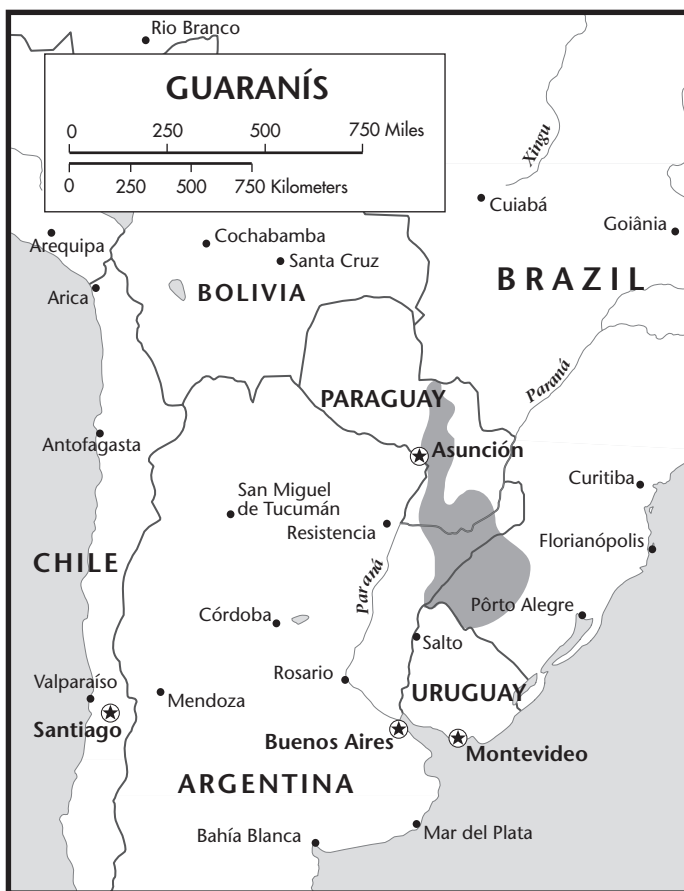 Rio Branco
GUARANÍS
0 250 500 750 Miles
0 250 500 750 Kilometers
Xingu
Cuiabá
Goiânia
Arequipa
Cochabamba
Santa Cruz
BRAZIL
Arica
BOLIVIA
Paraná
PARAGUAY
Antofagasta
Asunción
Curitiba
San Miguel
de Tucumán
Resistencia
Florianópolis
CHILE
Paraná
Pôrto Alegre
Córdoba
Salto
Rosario
Valparaíso
Mendoza
URUGUAY
Santiago
Buenos Aires
Montevideo
ARGENTINA
Bahía Blanca
Mar del Plata